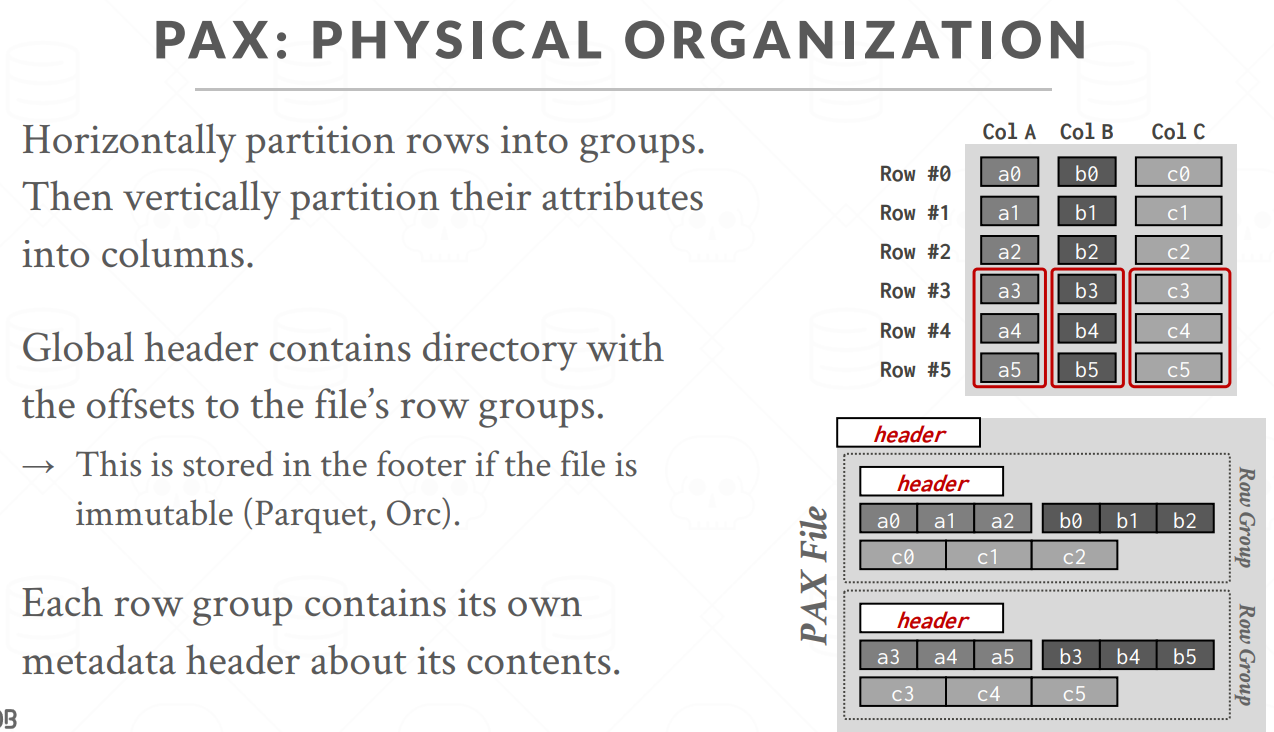 PAX: PHYSICAL ORGANIZATION
Horizontally partition rows into groups.
Then vertically partition their attributes
into columns.
Global header contains directory with
the offsets to the file's row groups.
→ This is stored in the footer if the file is
immutable (Parquet, Orc).
Each row group contains its own
metadata header about its contents.
Col A Col B Col C
Row #0 a0 b0 c0
Row #1 a1 b1 c1
Row #2 a2 b2 c2
Row #3 a3 b3 c3
Row #4 a4 b4 c4
Row #5 a5 b5 c5
PAX File
header
header
a0 a1 a2 b0 b1 b2
c0 c1 c2
Row Group
header
a3 a4 a5 b3 b4 b5
c3 c4 c5
Row Group